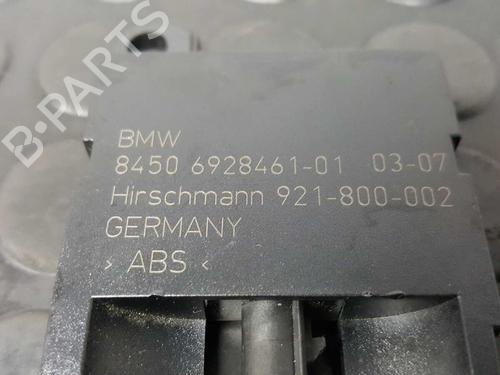 B-PARTS
BMW
8450 6928461-01 03-07
Hirschmann 921-800-002
GERMANY
> ABS <